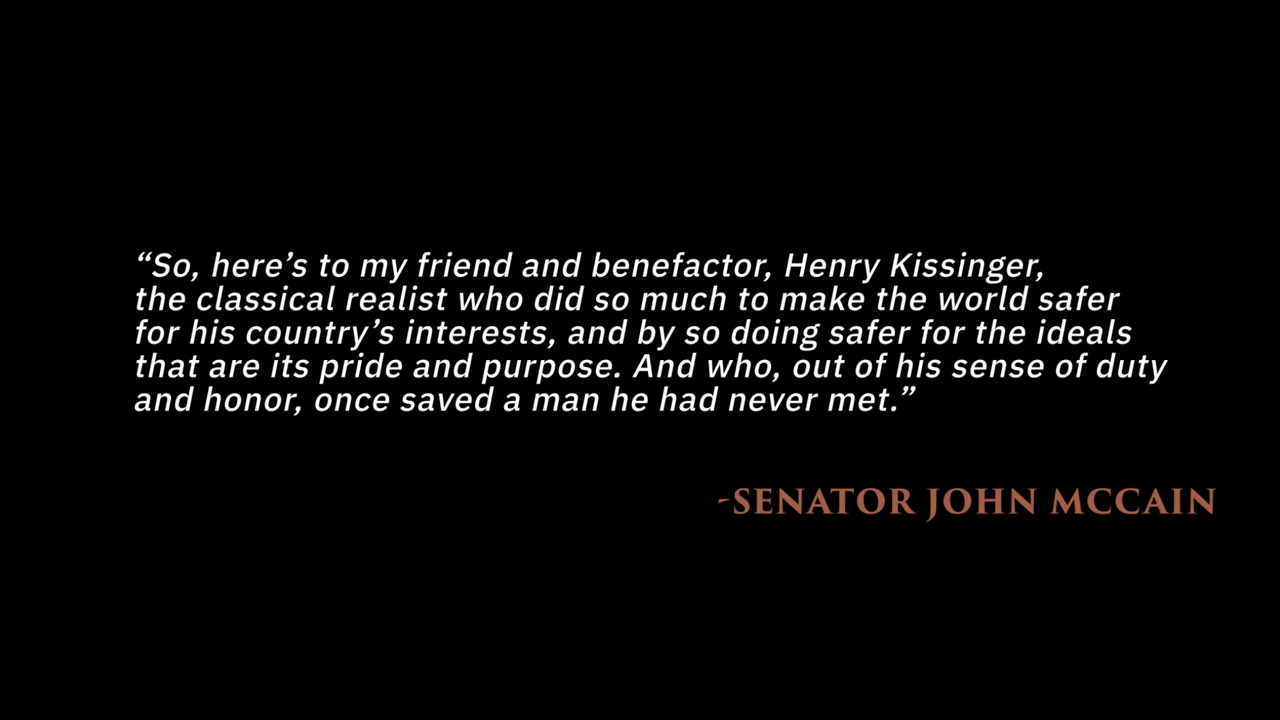 “So, here’s to my friend and benefactor, Henry Kissinger,
the classical realist who did so much to make the world safer
for his country’s interests, and by so doing safer for the ideals
that are its pride and purpose. And who, out of his sense of duty
and honor, once saved a man he had never met.”
-SENATOR JOHN MCCAIN